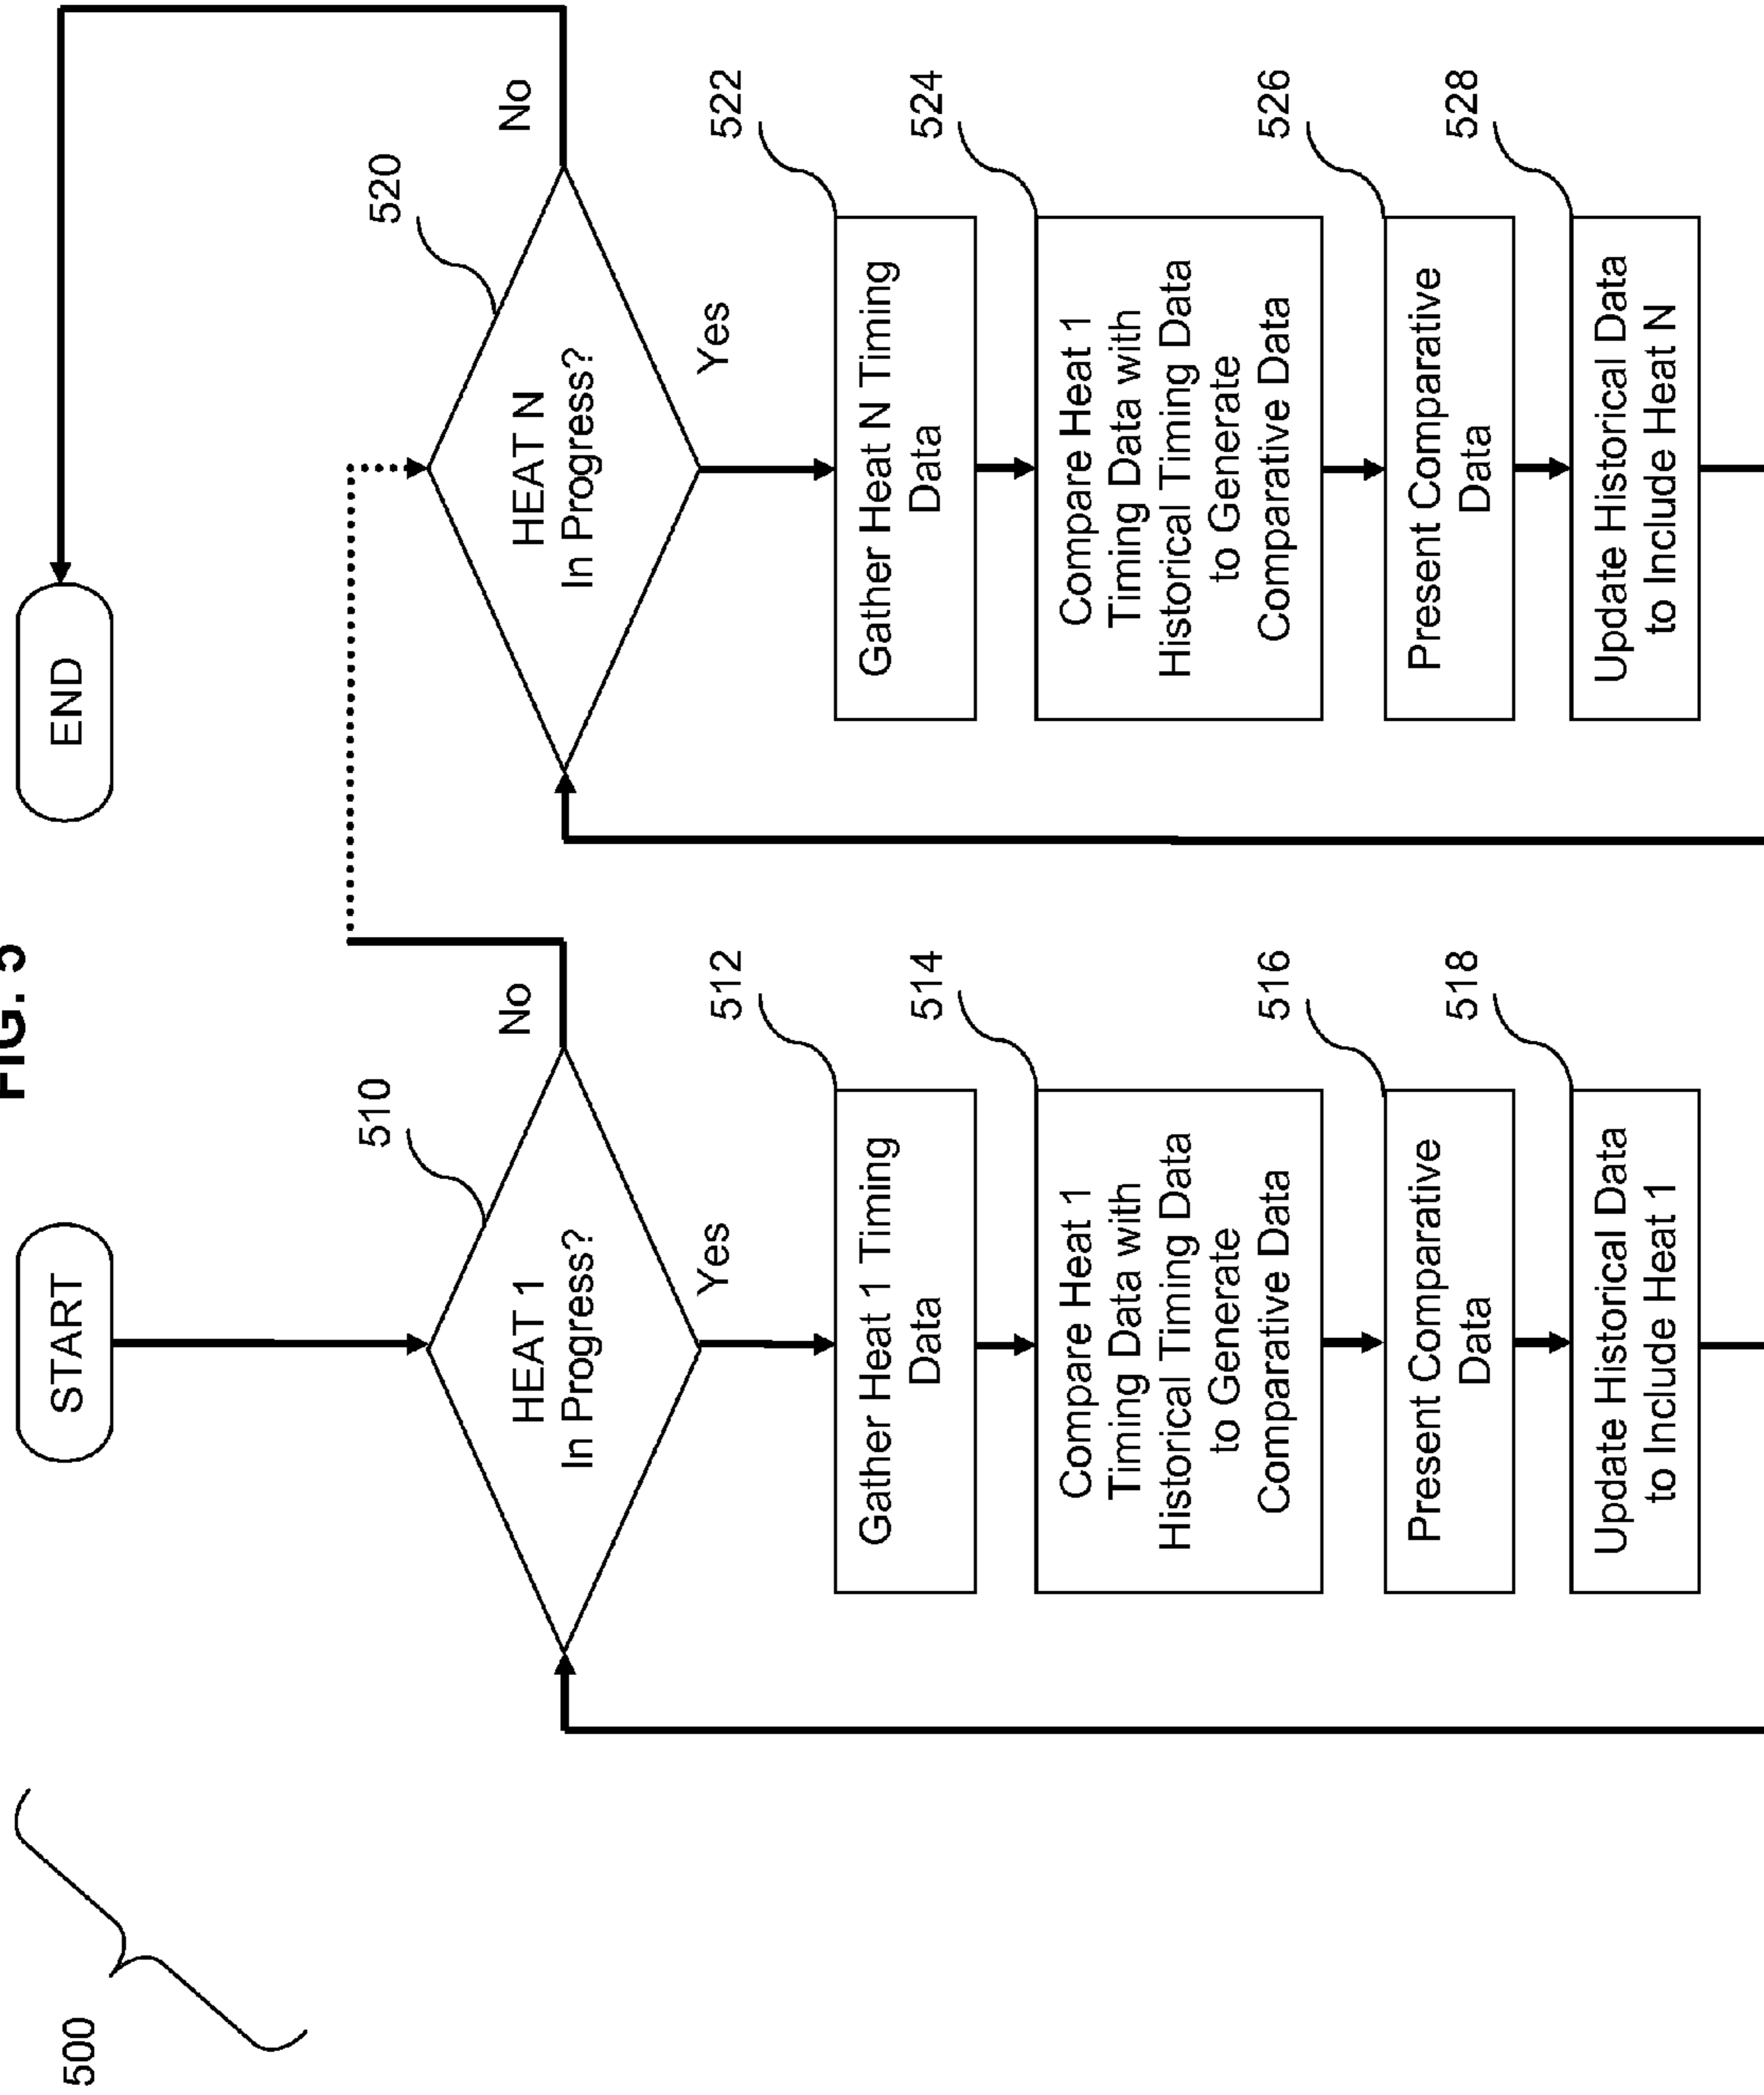 FIG. 5
500
START
510
HEAT 1
In Progress?
No
Yes
512
Gather Heat 1 Timing
Data
514
Compare Heat 1
Timing Data with
Historical Timing Data
to Generate
Comparative Data
516
Present Comparative
Data
518
Update Historical Data
to Include Heat 1
END
520
HEAT N
In Progress?
No
Yes
522
Gather Heat N Timing
Data
524
Compare Heat 1
Timing Data with
Historical Timing Data
to Generate
Comparative Data
526
Present Comparative
Data
528
Update Historical Data
to Include Heat N